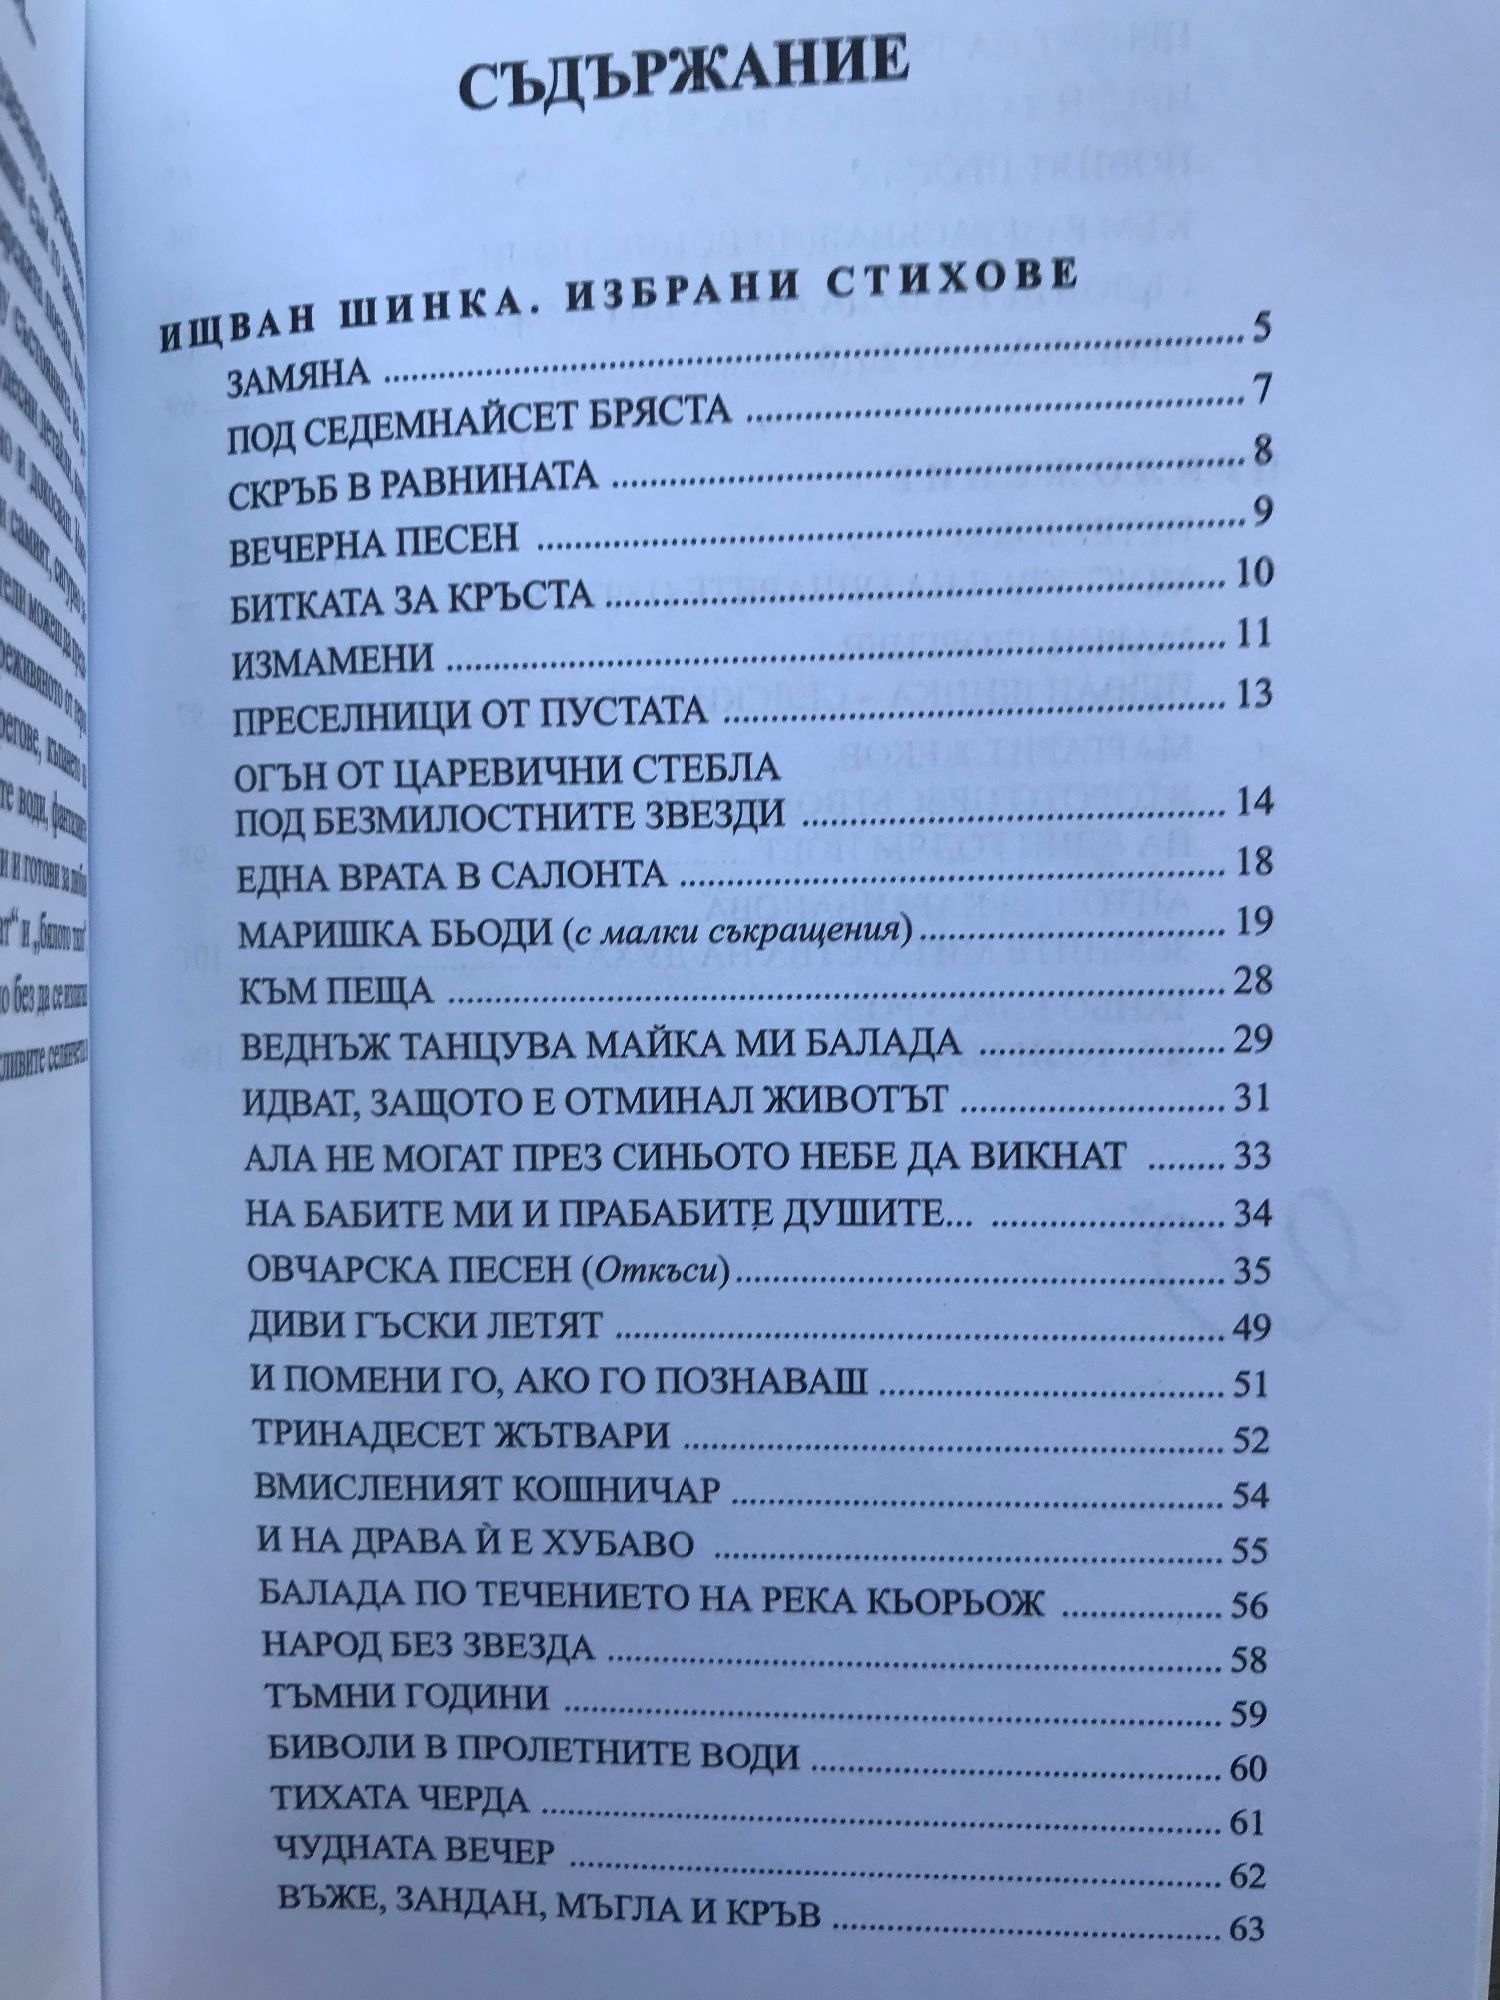 СЪДЪРЖАНИЕ
ИЩВАН ШИНКА. ИЗБРАНИ СТИХОВЕ
ЗАМЯНА 5
ПОД СЕДЕМНАЙСЕТ БРЯСТА 7
СКРЪБ В РАВНИНАТА 8
ВЕЧЕРНА ПЕСЕН 9
БИТКАТА ЗА КРЪСТА 10
ИЗМАМЕНИ 11
ПРЕСЕЛНИЦИ ОТ ПУСТАТА 13
ОГЪН ОТ ЦАРЕВИЧНИ СТЕБЛА
ПОД БЕЗМИЛОСТНИТЕ ЗВЕЗДИ 14
ЕДНА ВРАТА В САЛОНТА 18
МАРИШКА БЬОДИ (с малки съкращения) 19
КЪМ ПЕЩА 28
ВЕДНЪЖ ТАНЦУВА МАЙКА МИ БАЛАДА 29
ИДВАТ, ЗАЩОТО Е ОТМИНАЛ ЖИВОТЪТ 31
АЛА НЕ МОГАТ ПРЕЗ СИНЬОТО НЕБЕ ДА ВИКНАТ 33
НА БАБИТЕ МИ И ПРАБАБИТЕ ДУШИТЕ... 34
ОВЧАРСКА ПЕСЕН (Откъси) 35
ДИВИ ГЪСКИ ЛЕТЯТ 49
И ПОМЕНИ ГО, АКО ГО ПОЗНАВАШ 51
ТРИНАДЕСЕТ ЖЪТВАРИ 52
ВМИСЛЕНИЯТ КОШНИЧАР 54
И НА ДРАВА Ѝ Е ХУБАВО 55
БАЛАДА ПО ТЕЧЕНИЕТО НА РЕКА КЬОРЬОЖ 56
НАРОД БЕЗ ЗВЕЗДА 58
ТЪМНИ ГОДИНИ 59
БИВОЛИ В ПРОЛЕТНИТЕ ВОДИ 60
ТИХАТА ЧЕРДА 61
ЧУДНАТА ВЕЧЕР 62
ВЪЖЕ, ЗАНДАН, МЪГЛА И КРЪВ 63